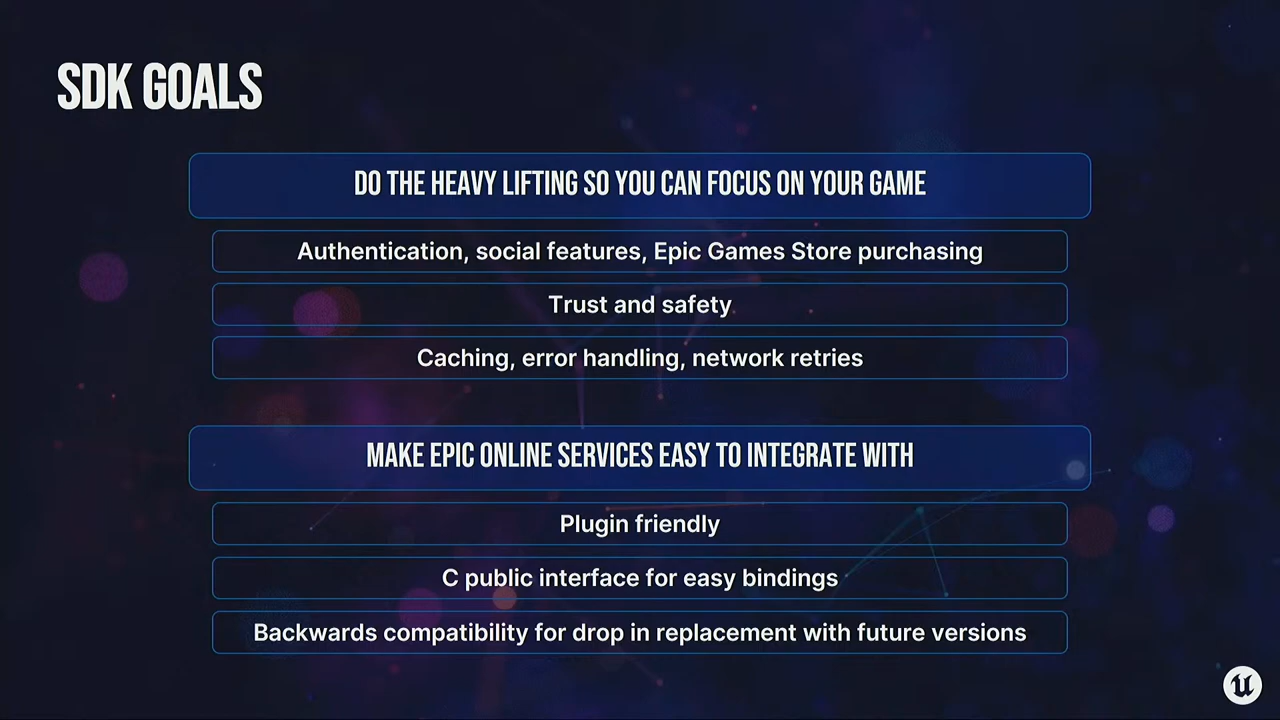 SDK GOALS
DO THE HEAVY LIFTING SO YOU CAN FOCUS ON YOUR GAME
Authentication, social features, Epic Games Store purchasing
Trust and safety
Caching, error handling, network retries
MAKE EPIC ONLINE SERVICES EASY TO INTEGRATE WITH
Plugin friendly
C public interface for easy bindings
Backwards compatibility for drop in replacement with future versions